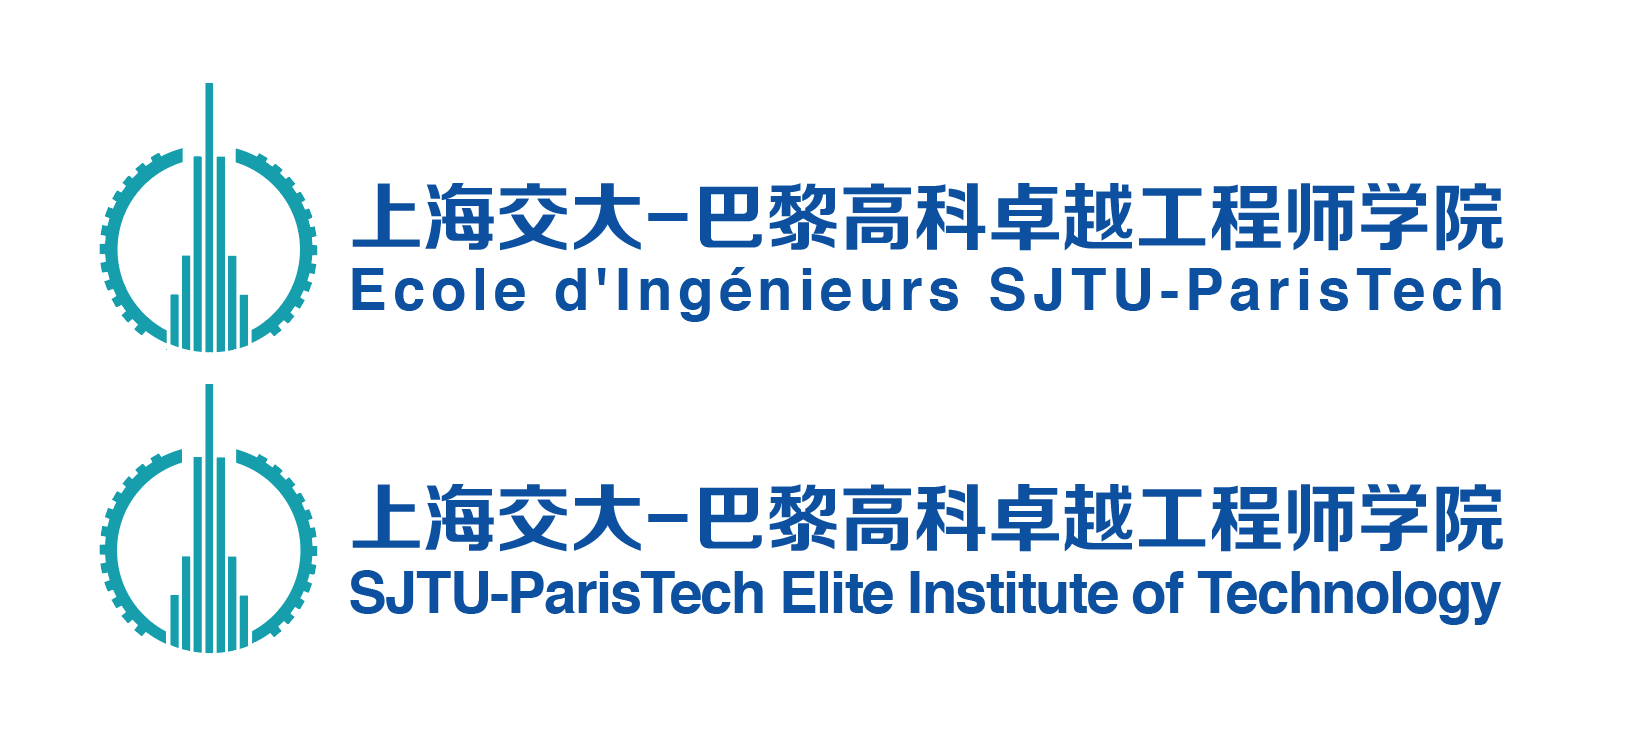 上海交大-巴黎高科卓越工程师学院
Ecole d'Ingénieurs SJTU-ParisTech
上海交大-巴黎高科卓越工程师学院
SJTU-ParisTech Elite Institute of Technology